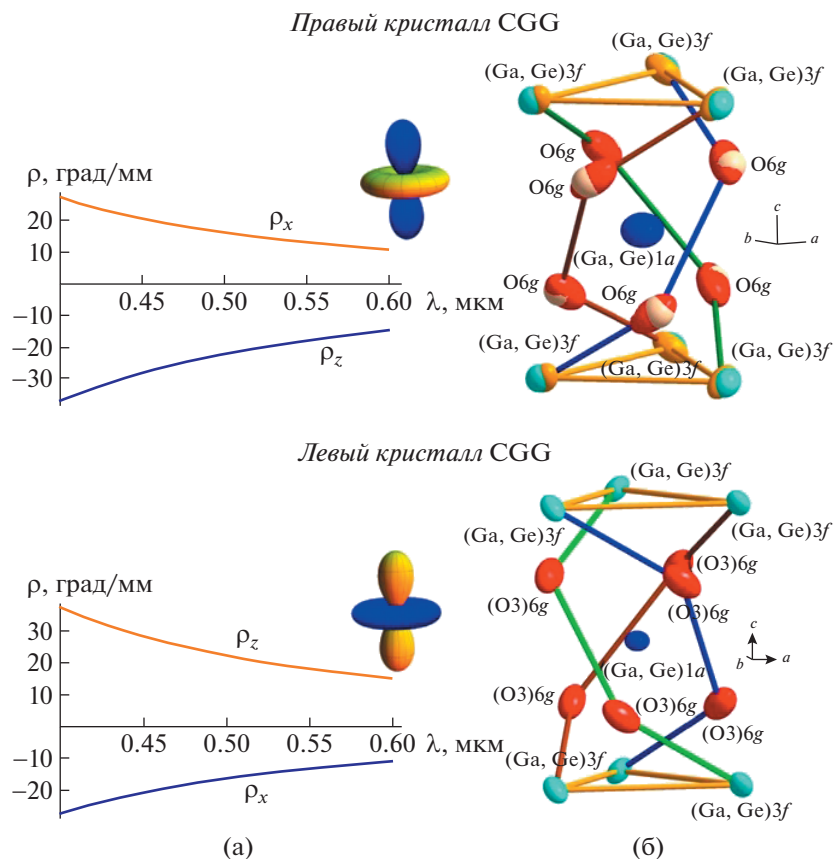 Правый кристалл CGG
(Ga, Ge)3f
(Ga, Ge)3f
(Ga, Ge)3f
ρ, град/мм
20
10
−10
−20
−30
0.45
0.50
0.55
0.60
λ, мкм
ρx
ρz
O6g
O6g
O6g
(Ga, Ge)1a
c
b
a
O6g
O6g
O6g
(Ga, Ge)3f
(Ga, Ge)3f
(Ga, Ge)3f
Левый кристалл CGG
(Ga, Ge)3f
(Ga, Ge)3f
(Ga, Ge)3f
ρ, град/мм
30
20
10
−10
−20
0.45
0.50
0.55
0.60
λ, мкм
ρz
ρx
(O3)6g
(O3)6g
(O3)6g
(Ga, Ge)1a
c
b
a
(O3)6g
(O3)6g
(O3)6g
(Ga, Ge)3f
(Ga, Ge)3f
(а)
(б)